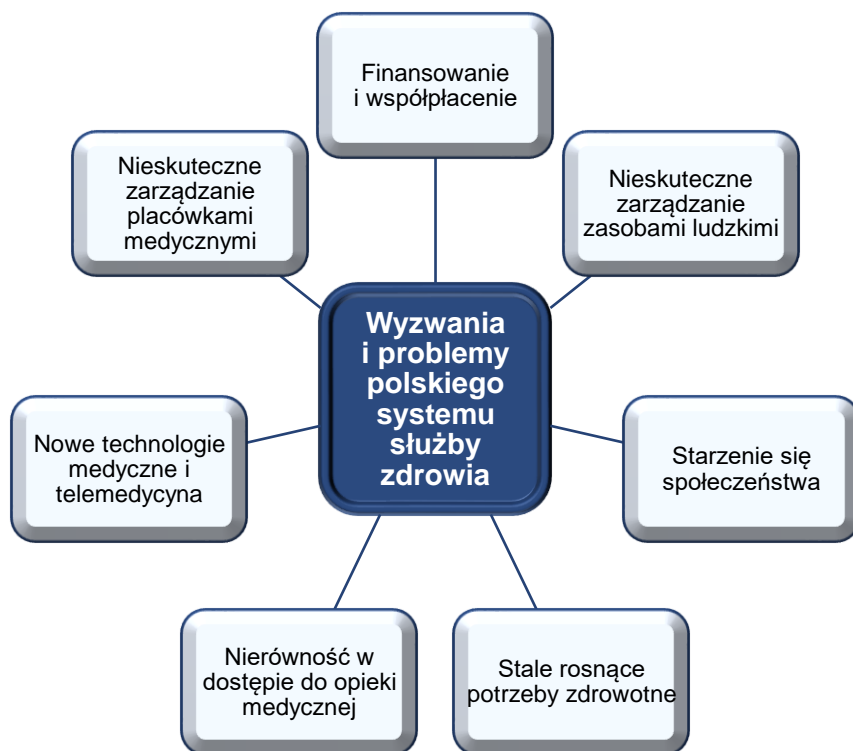 Finansowanie
i współpłacenie
Nieskuteczne
zarządzanie
placówkami
medycznymi
Nieskuteczne
zarządzanie
zasobami ludzkimi
Wyzwania
i problemy
polskiego
systemu
służby
zdrowia
Nowe technologie
medyczne i
telemedycyna
Starzenie się
społeczeństwa
Nierówność w
dostępie do opieki
medycznej
Stale rosnące
potrzeby zdrowotne